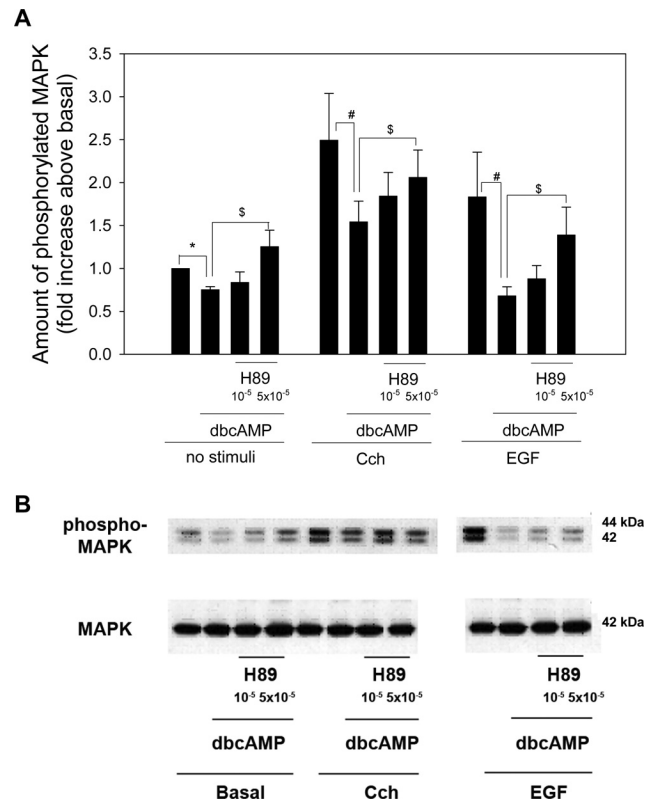 A
Amount of phosphorylated MAPK
(fold increase above basal)
3.5
3.0
2.5
2.0
1.5
1.0
0.5
0.0
* $ # $ # $
H89 H89 H89
10-5 5x10-5 10-5 5x10-5 10-5 5x10-5
dbcAMP dbcAMP dbcAMP
no stimuli Cch EGF
B
phospho-
MAPK
44 kDa
42
MAPK
42 kDa
H89 H89 H89
10-5 5x10-5 10-5 5x10-5 10-5 5x10-5
dbcAMP dbcAMP dbcAMP
Basal Cch EGF